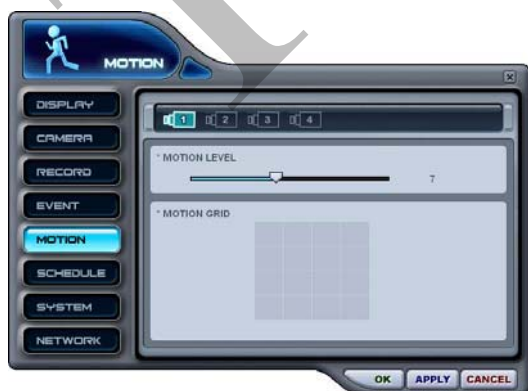 MOTION
DISPLAY
CAMERA
RECORD
EVENT
MOTION
SCHEDULE
SYSTEM
NETWORK
1 2 3 4
* MOTION LEVEL
7
* MOTION GRID
OK APPLY CANCEL